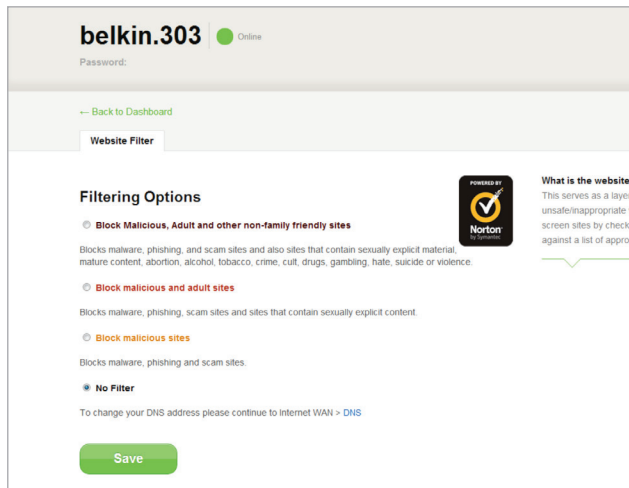 belkin.303
Online
Password:
← Back to Dashboard
Website Filter
Filtering Options
Block Malicious, Adult and other non-family friendly sites
Blocks malware, phishing, and scam sites and also sites that contain sexually explicit material,
mature content, abortion, alcohol, tobacco, crime, cult, drugs, gambling, hate, suicide or violence.
Block malicious and adult sites
Blocks malware, phishing, scam sites and sites that contain sexually explicit content.
Block malicious sites
Blocks malware, phishing and scam sites.
No Filter
To change your DNS address please continue to Internet WAN > DNS
Save
POWERED BY
Norton
by Symantec
What is the website
This serves as a laye
unsafe/inappropriate
screen sites by check
against a list of appro